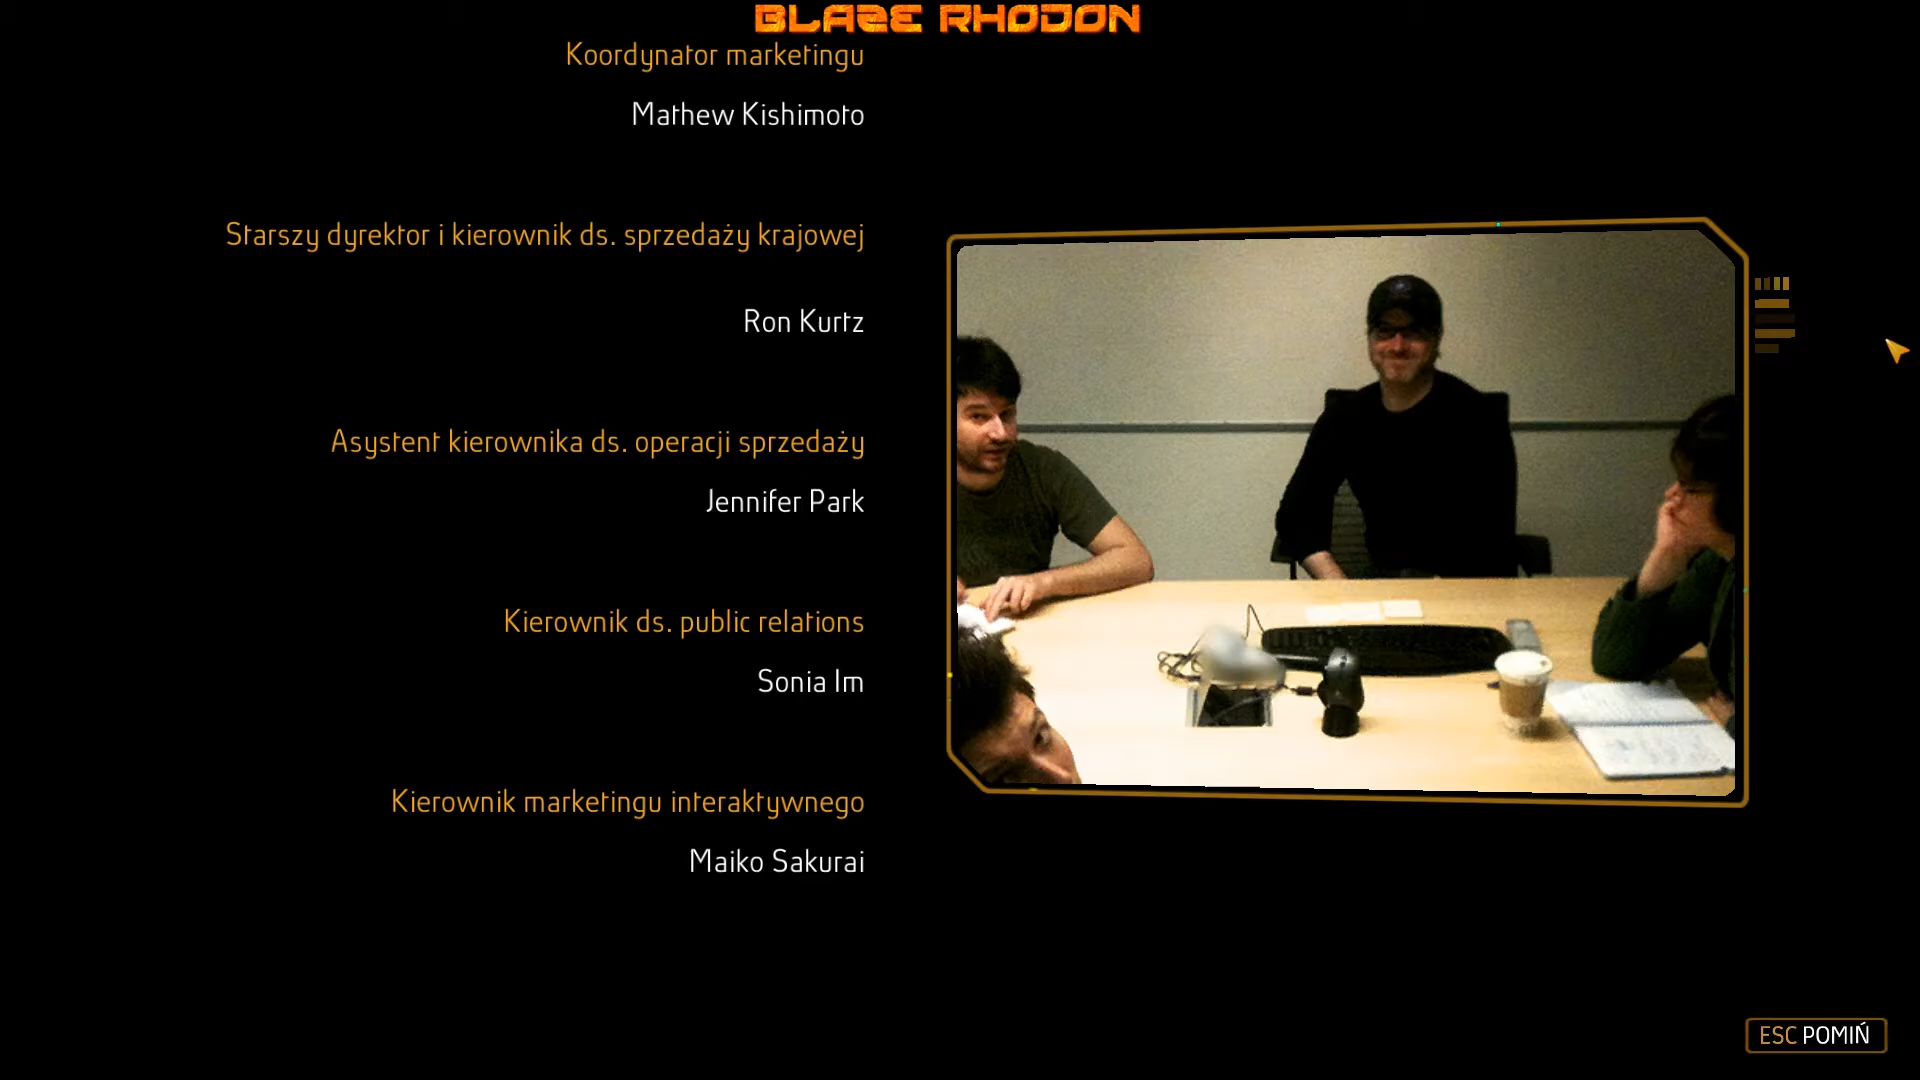 BLAZE RHODON
Koordynator marketingu
Mathew Kishimoto
Starszy dyrektor i kierownik ds. sprzedaży krajowej
Ron Kurtz
Asystent kierownika ds. operacji sprzedaży
Jennifer Park
Kierownik ds. public relations
Sonia Im
Kierownik marketingu interaktywnego
Maiko Sakurai
ESC POMIŃ